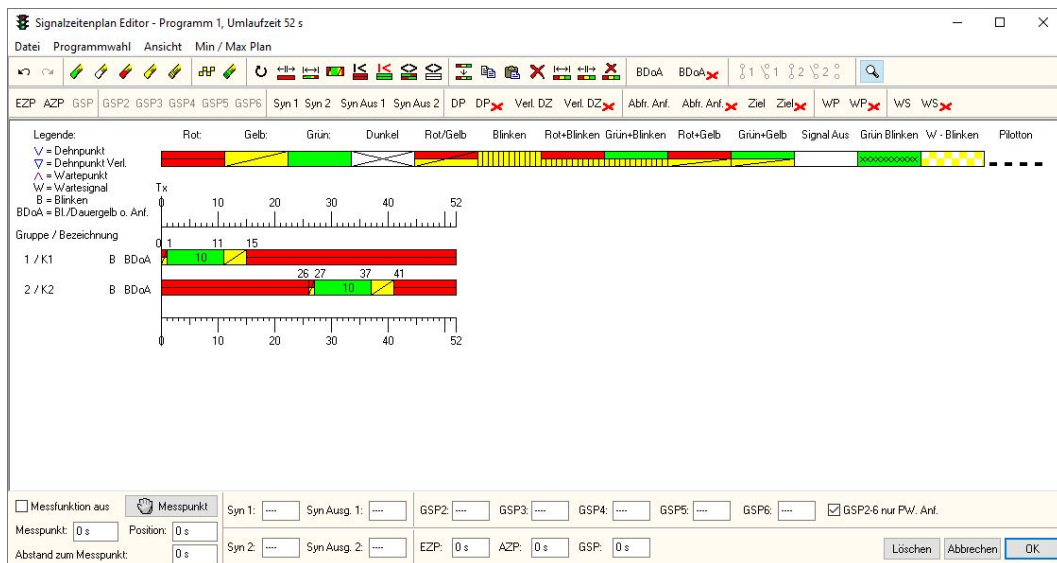 Signalzeitenplan Editor - Programm 1, Umlaufzeit 52 s
Datei Programmwahl Ansicht Min / Max Plan
BDoA BDoA 1 1 2 2
EZP AZP GSP GSP2 GSP3 GSP4 GSP5 GSP6 Syn 1 Syn 2 Syn Aus 1 Syn Aus 2 DP DP Verl. DZ Verl. DZ Abfr. Anf. Abfr. Anf. Ziel Ziel WP WP WS WS
Legende: Rot: Gelb: Grün: Dunkel Rot/Gelb Blinken Rot+Blinken Grün+Blinken Rot+Gelb Grün+Gelb Signal Aus Grün Blinken W - Blinken Pilotton
V = Dehnpunkt
∇ = Dehnpunkt Verl.
Λ = Wartepunkt
W = Wartesignal
B = Blinken
BDoA = Bl./Dauergelb o. Anf.
Tx
0 10 20 30 40 52
Gruppe / Bezeichnung
0 1 11 15
1 / K1 B BDoA 10
26 27 37 41
2 / K2 B BDoA 10
0 10 20 30 40 52
Messfunktion aus Messpunkt
Messpunkt: 0 s Position: 0 s
Abstand zum Messpunkt: 0 s
Syn 1: ---- Syn Ausg. 1: ---- GSP2: ---- GSP3: ---- GSP4: ---- GSP5: ---- GSP6: ---- GSP2-6 nur PW. Anf.
Syn 2: ---- Syn Ausg. 2: ---- EZP: 0 s AZP: 0 s GSP: 0 s
Löschen Abbrechen OK